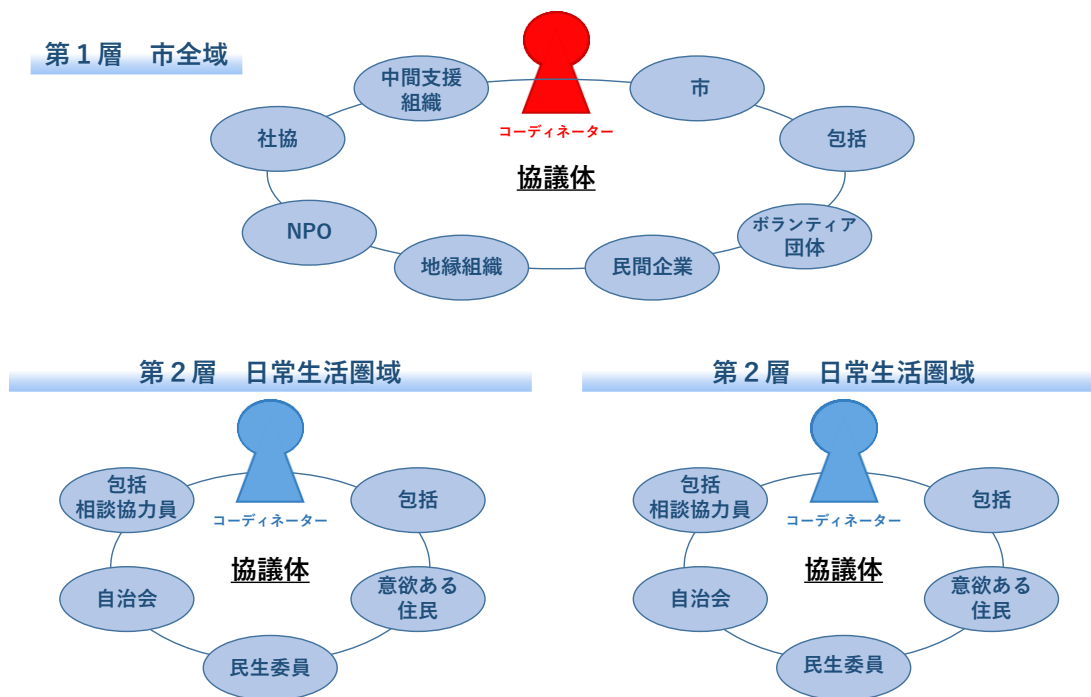 第１層　市全域
中間支援
組織
市
コーディネーター
社協
包括
協議体
NPO
ボランティア
団体
地縁組織
民間企業
第２層　日常生活圏域
包括
相談協力員
包括
コーディネーター
協議体
自治会
意欲ある
住民
民生委員
第２層　日常生活圏域
包括
相談協力員
包括
コーディネーター
協議体
自治会
意欲ある
住民
民生委員